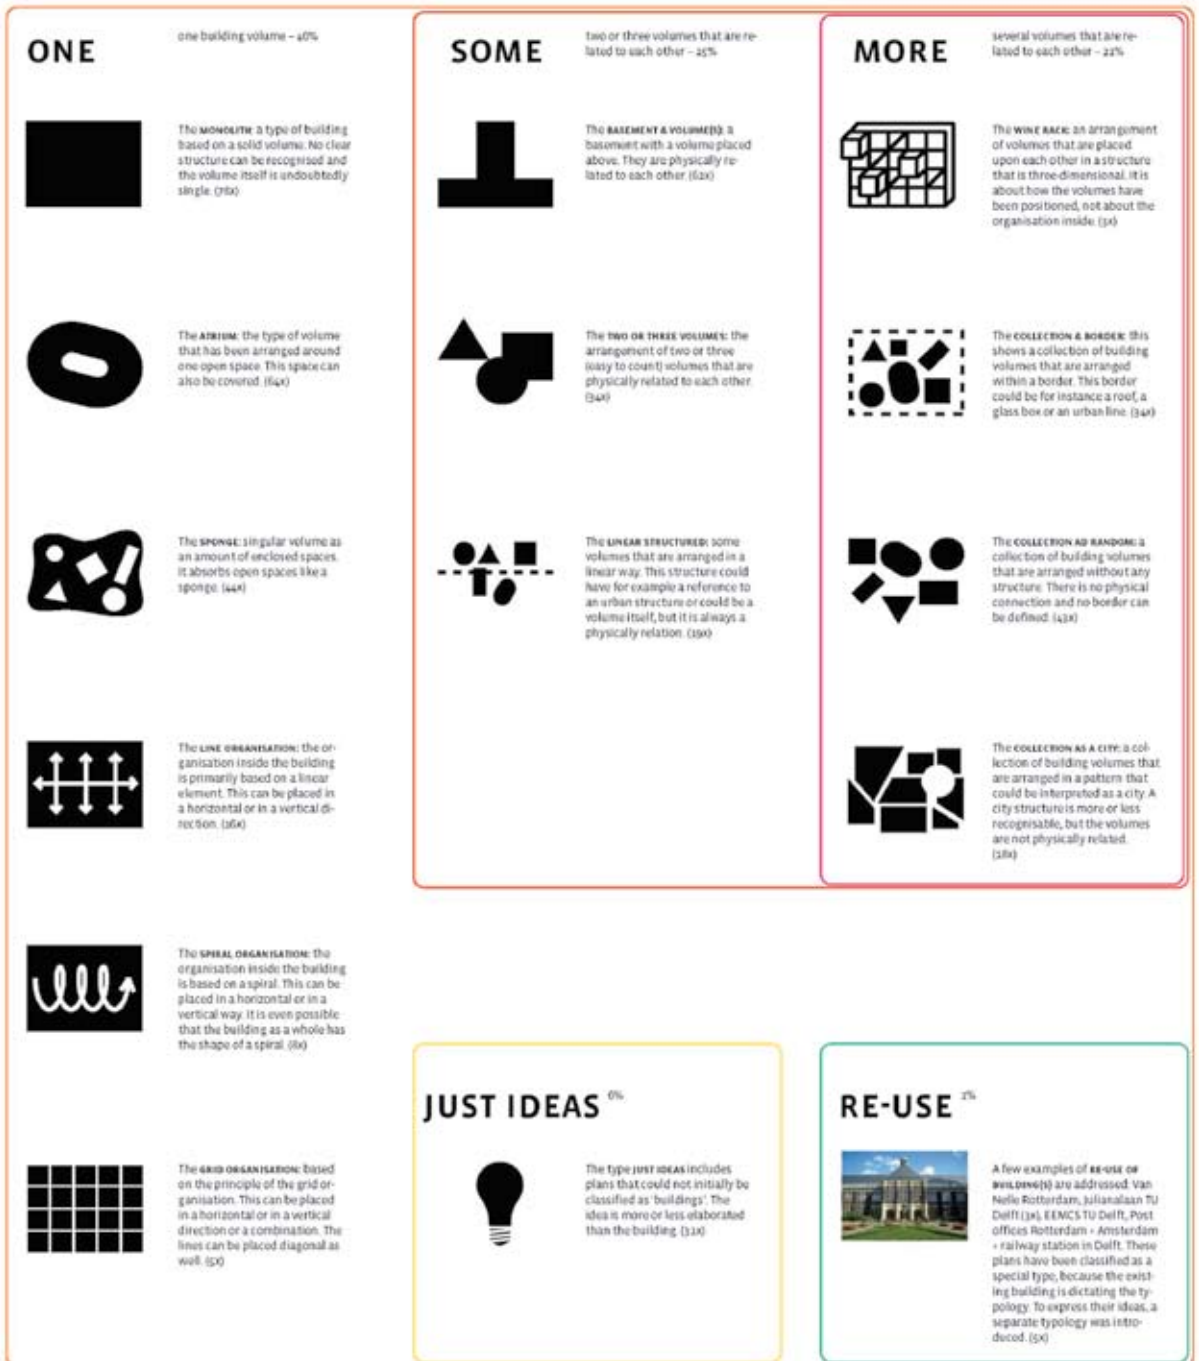 ONE
one building volume – 46%
The MONOLITH: a type of building
based on a solid volume. No clear
structure can be recognised and
the volume itself is undoubtedly
single. (76x)
The ATRIUM: the type of volume
that has been arranged around
one open space. This space can
also be covered. (64x)
The SPONGE: singular volume as
an amount of enclosed spaces.
It absorbs open spaces like a
sponge. (44x)
The LINE ORGANISATION: the or-
ganisation inside the building
is primarily based on a linear
element. This can be placed in
a horizontal or in a vertical di-
rection. (26x)
The SPIRAL ORGANISATION: the
organisation inside the building
is based on a spiral. This can be
placed in a horizontal or in a
vertical way. It is even possible
that the building as a whole has
the shape of a spiral. (8x)
The GRID ORGANISATION: based
on the principle of the grid or-
ganisation. This can be placed
in a horizontal or in a vertical
direction or a combination. The
lines can be placed diagonal as
well. (5x)
SOME
two or three volumes that are re-
lated to each other – 25%
The BASEMENT & VOLUME(S): a
basement with a volume placed
above. They are physically re-
lated to each other. (62x)
The TWO OR THREE VOLUMES: the
arrangement of two or three
(easy to count) volumes that are
physically related to each other.
(34x)
The LINEAR STRUCTURED: some
volumes that are arranged in a
linear way. This structure could
have for example a reference to
an urban structure or could be a
volume itself, but it is always a
physically relation. (19x)
MORE
several volumes that are re-
lated to each other – 22%
The WINE RACK: an arrangement
of volumes that are placed
upon each other in a structure
that is three-dimensional. It is
about how the volumes have
been positioned, not about the
organisation inside.
The COLLECTION & BORDER: this
shows a collection of building
volumes that are arranged
within a border. This border
could be for instance a roof, a
glass box or an urban line. (34x)
The COLLECTION AD RANDOM: a
collection of building volumes
that are arranged without any
structure. There is no physical
connection and no border can
be defined. (43x)
The COLLECTION AS A CITY: a col-
lection of building volumes that
are arranged in a pattern that
could be interpreted as a city. A
city structure is more or less
recognisable, but the volumes
are not physically related.
JUST IDEAS 6%
The type JUST IDEAS includes
plans that could not initially be
classified as 'buildings'. The
idea is more or less elaborated
than the building.
RE-USE
A few examples of RE-USE OF
BUILDING(S) are addressed: Van
Nelle Rotterdam, Julianalaan TU
Delft, EEMCS TU Delft, Post
offices Rotterdam + Amsterdam
+ railway station in Delft. These
plans have been classified as a
special type, because the exist-
ing building is dictating the ty-
pology. To express their ideas, a
separate typology was intro-
duced. (5x)